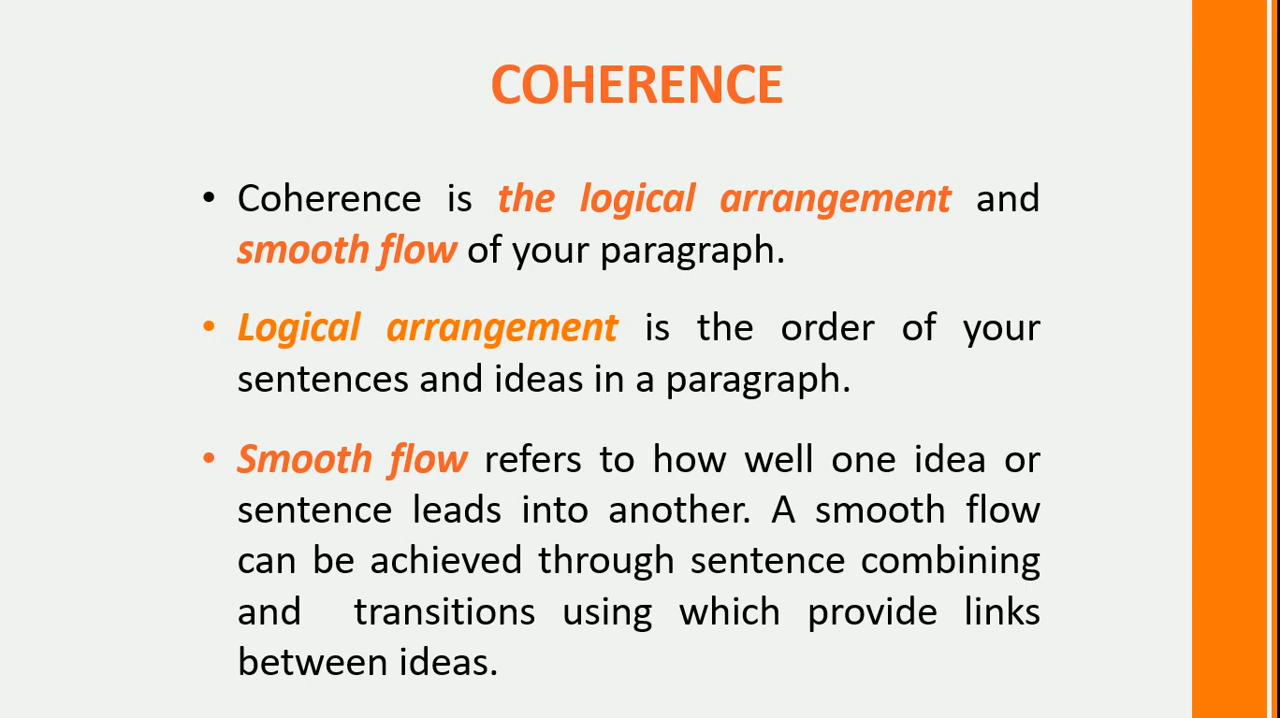 COHERENCE
• Coherence is the logical arrangement and
smooth flow of your paragraph.
• Logical arrangement is the order of your
sentences and ideas in a paragraph.
• Smooth flow refers to how well one idea or
sentence leads into another. A smooth flow
can be achieved through sentence combining
and transitions using which provide links
between ideas.